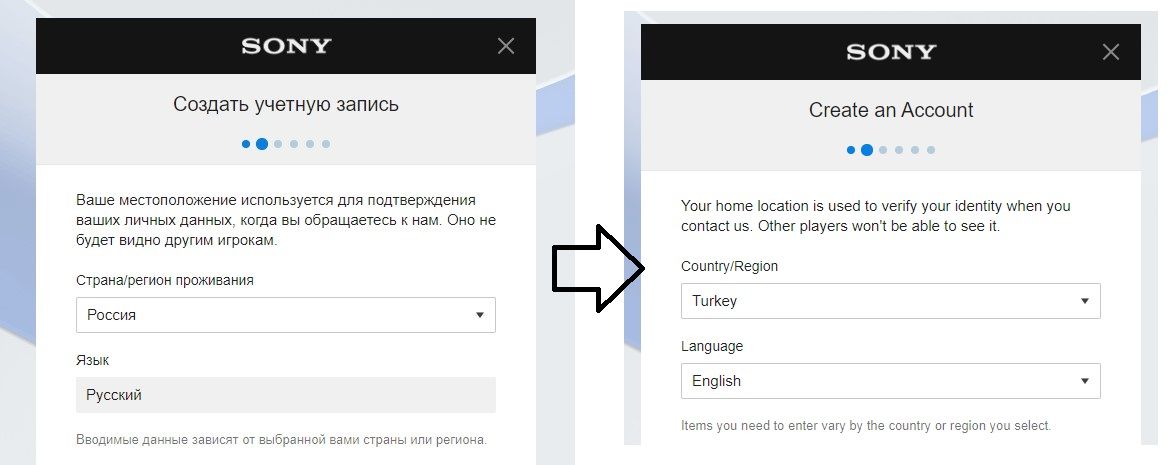 SONY
Создать учетную запись
Ваше местоположение используется для подтверждения
ваших личных данных, когда вы обращаетесь к нам. Оно не
будет видно другим игрокам.
Страна/регион проживания
Россия
Язык
Русский
Вводимые данные зависят от выбранной вами страны или региона.
SONY
Create an Account
Your home location is used to verify your identity when you
contact us. Other players won't be able to see it.
Country/Region
Turkey
Language
English
Items you need to enter vary by the country or region you select.